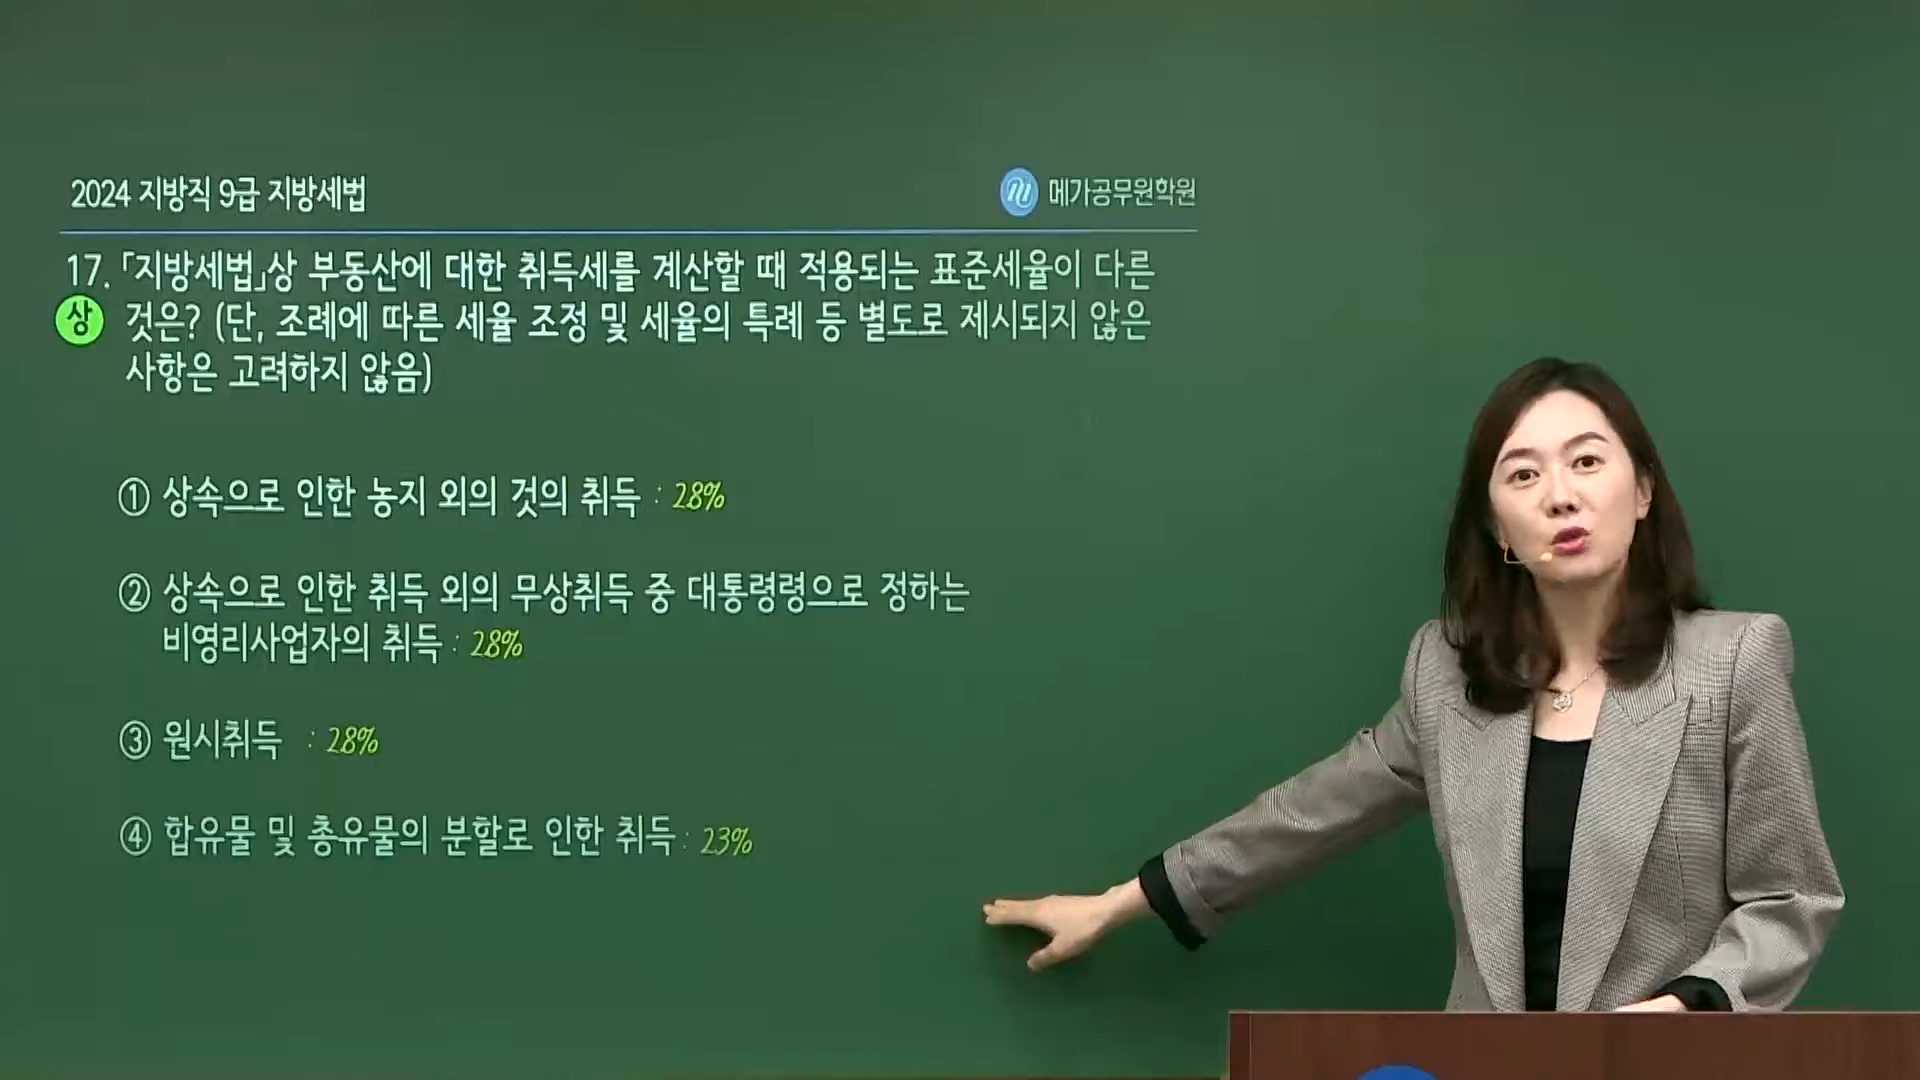 2024 지방직 9급 지방세법
메가공무원학원
17. 「지방세법」상 부동산에 대한 취득세를 계산할 때 적용되는 표준세율이 다른
상 것은? (단, 조례에 따른 세율 조정 및 세율의 특례 등 별도로 제시되지 않은
사항은 고려하지 않음)
① 상속으로 인한 농지 외의 것의 취득 : 2.8%
② 상속으로 인한 취득 외의 무상취득 중 대통령령으로 정하는
비영리사업자의 취득 : 2.8%
③ 원시취득 : 2.8%
④ 합유물 및 총유물의 분할로 인한 취득 : 2.3%